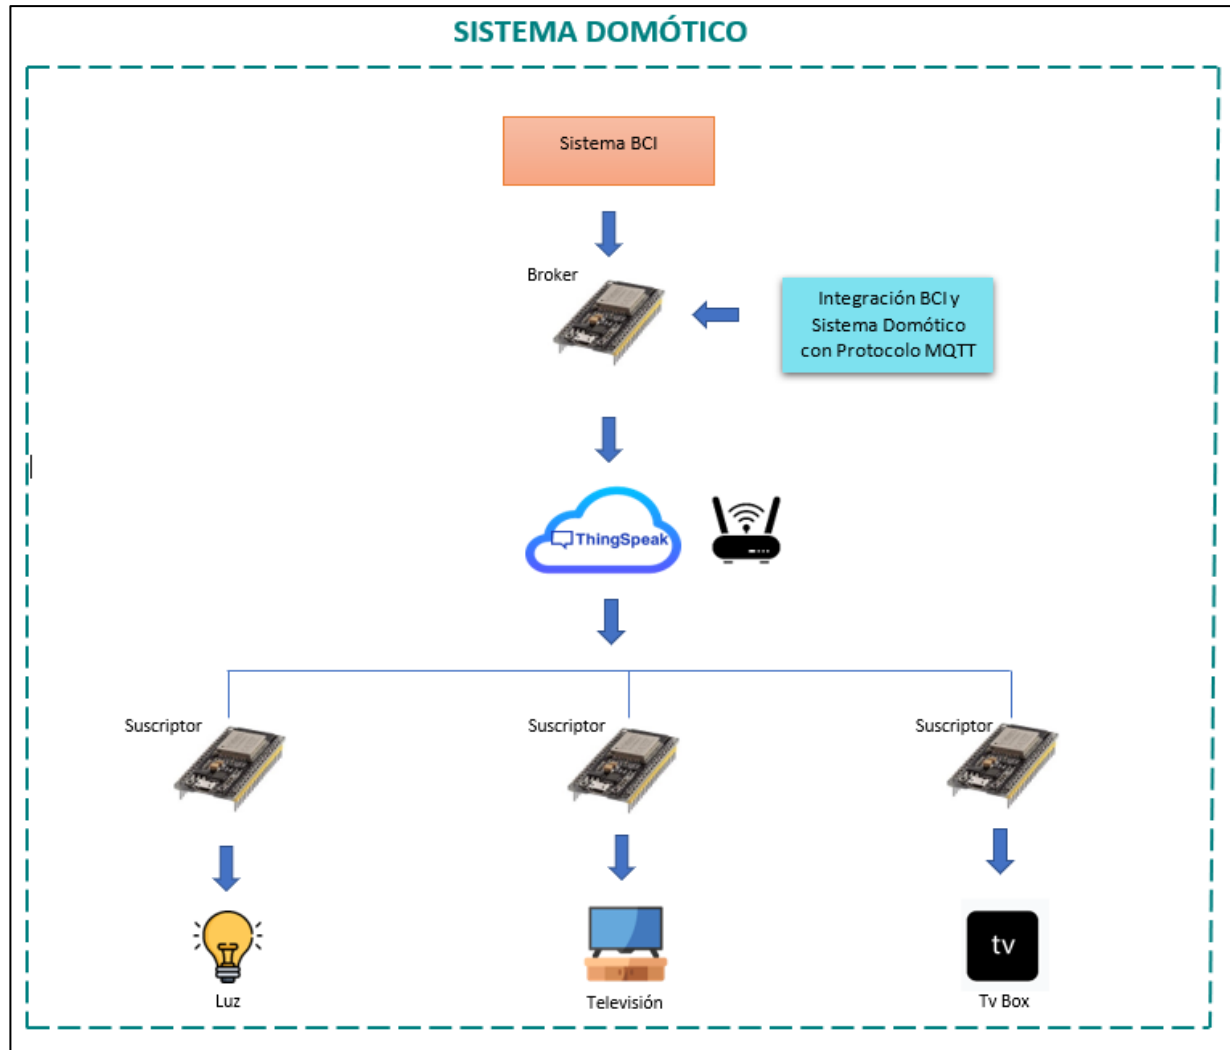 SISTEMA DOMÓTICO
Sistema BCI
Broker
Integración BCI y
Sistema Domótico
con Protocolo MQTT
ThingSpeak
Suscriptor
Suscriptor
Suscriptor
Luz
Televisión
tv
Tv Box